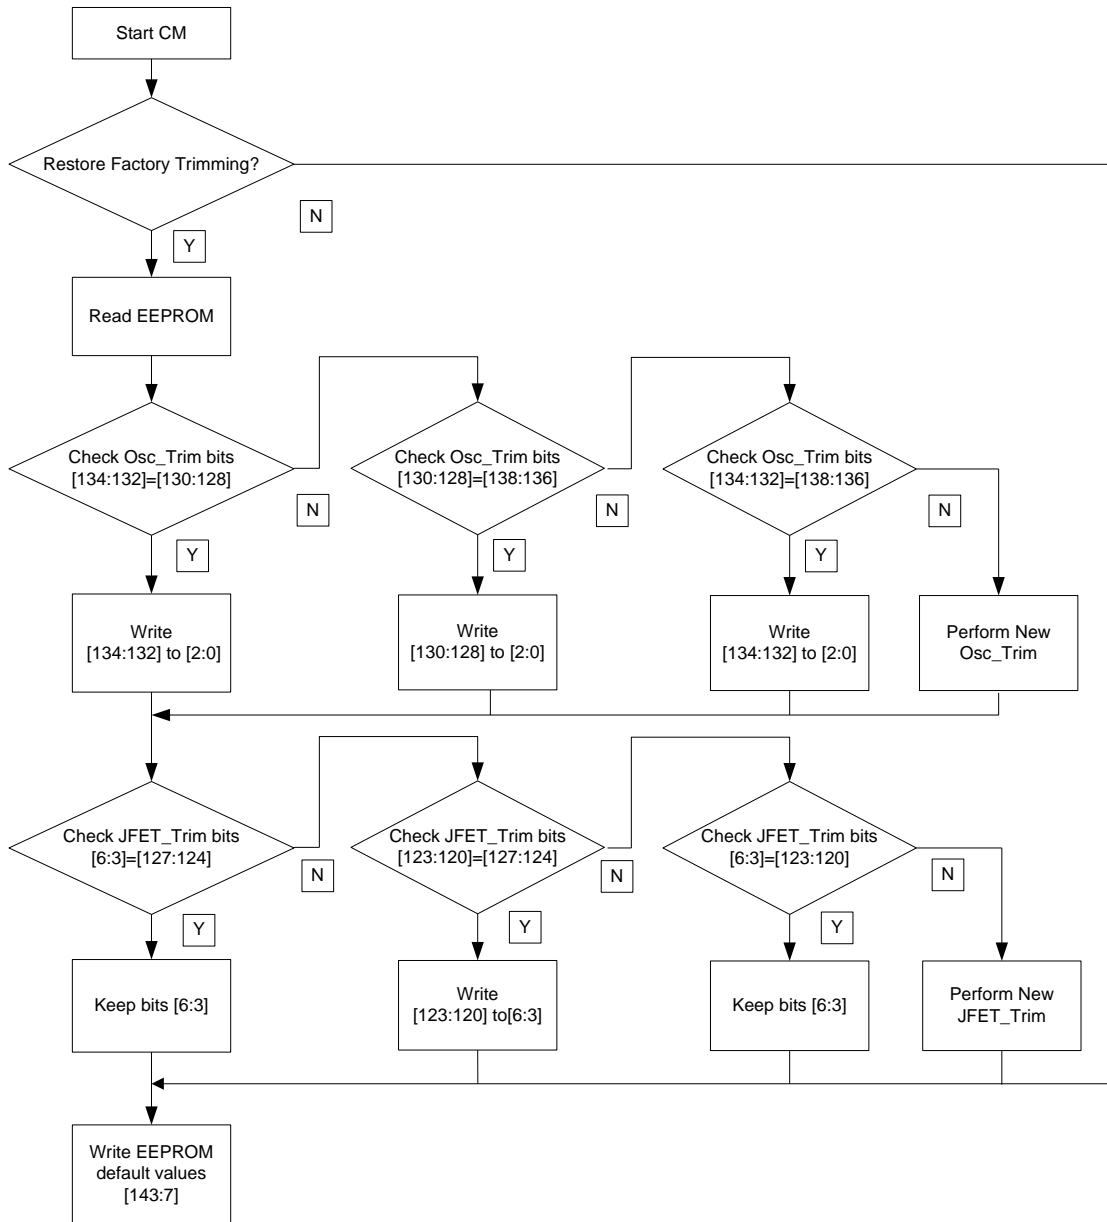 Start CM
Restore Factory Trimming?
N
Y
Read EEPROM
Check Osc_Trim bits
[134:132]=[130:128]
N
Y
Check Osc_Trim bits
[130:128]=[138:136]
N
Y
Check Osc_Trim bits
[134:132]=[138:136]
N
Y
Write
[134:132] to [2:0]
Write
[130:128] to [2:0]
Write
[134:132] to [2:0]
Perform New
Osc_Trim
Check JFET_Trim bits
[6:3]=[127:124]
N
Y
Check JFET_Trim bits
[123:120]=[127:124]
N
Y
Check JFET_Trim bits
[6:3]=[123:120]
N
Y
Keep bits [6:3]
Write
[123:120] to[6:3]
Keep bits [6:3]
Perform New
JFET_Trim
Write EEPROM
default values
[143:7]